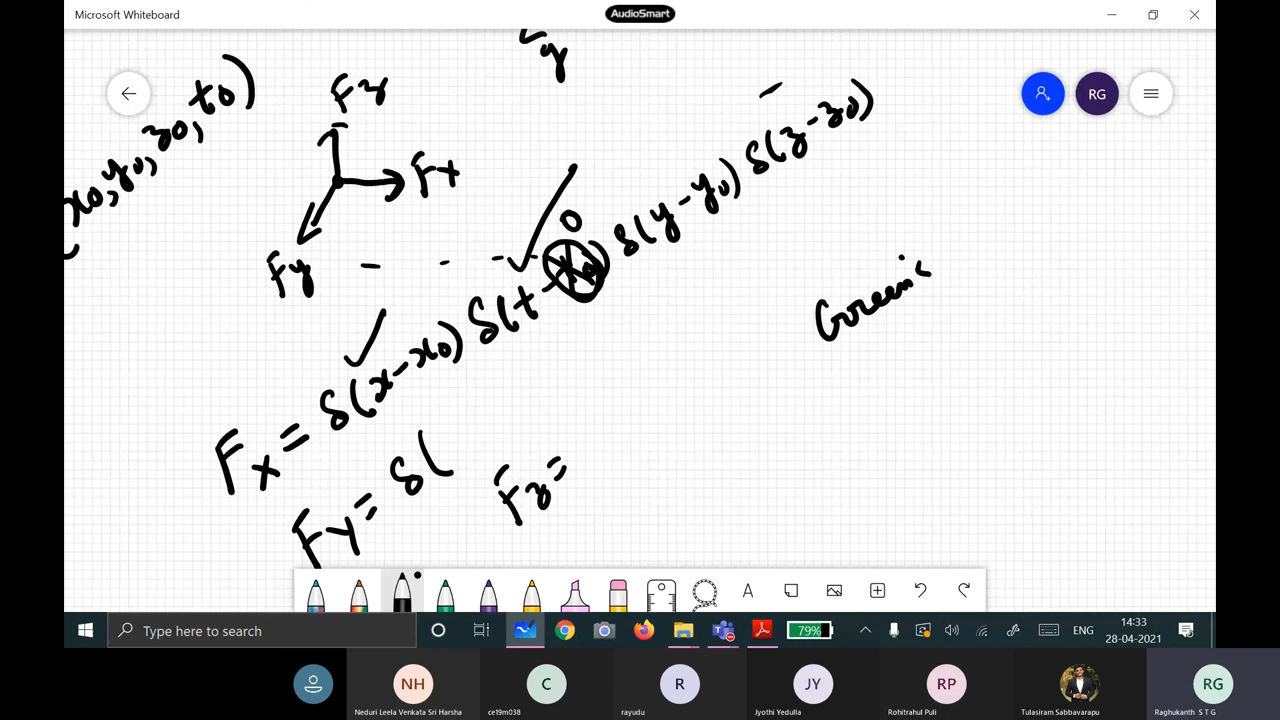 Microsoft Whiteboard
AudioSmart
y
Fz
x0, y0, z0, t0)
Fx
RG
Fy
0
Fx = δ(x-x0) δ(t- ) δ(y-y0) δ(z-z0)
Green's
Fy = δ(
Fz =
A
Type here to search
79%
ENG
14:33
28-04-2021
NH
C
R
JY
RP
RG
Neduri Leela Venkata Sri Harsha
ce19m038
rayudu
Jyothi Yedulla
Rohitrahul Puli
Tulasiram Sabbavarapu
Raghukanth S T G